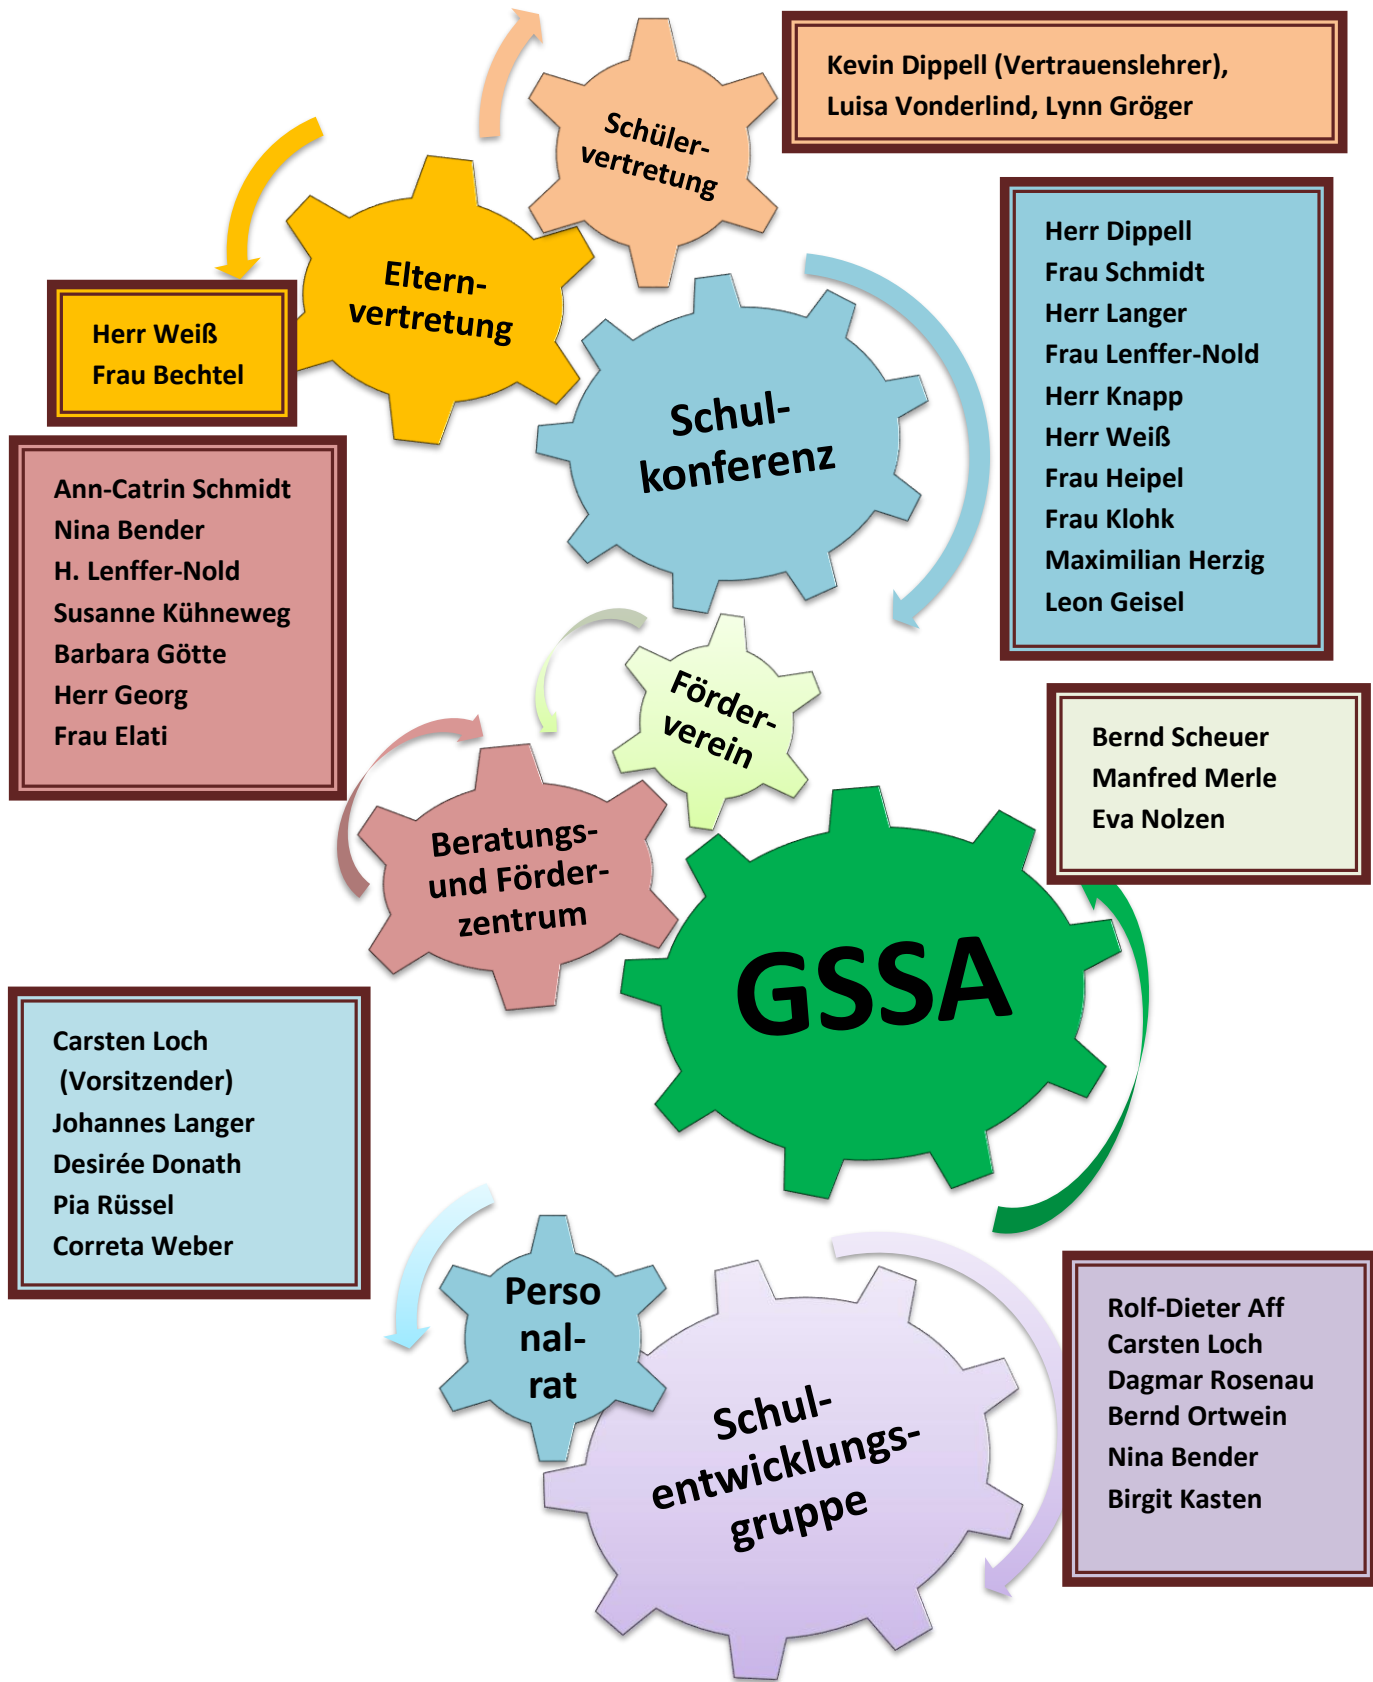 Kevin Dippell (Vertrauenslehrer),
Luisa Vonderlind, Lynn Gröger
Schüler-
vertretung
Eltern-
vertretung
Herr Weiß
Frau Bechtel
Schul-
konferenz
Herr Dippell
Frau Schmidt
Herr Langer
Frau Lenffer-Nold
Herr Knapp
Herr Weiß
Frau Heipel
Frau Klohk
Maximilian Herzig
Leon Geisel
Ann-Catrin Schmidt
Nina Bender
H. Lenffer-Nold
Susanne Kühneweg
Barbara Götte
Herr Georg
Frau Elati
Förder-
verein
Bernd Scheuer
Manfred Merle
Eva Nolzen
Beratungs-
und Förder-
zentrum
GSSA
Carsten Loch
(Vorsitzender)
Johannes Langer
Desirée Donath
Pia Rüssel
Correta Weber
Perso
nal-
rat
Schul-
entwicklungs-
gruppe
Rolf-Dieter Aff
Carsten Loch
Dagmar Rosenau
Bernd Ortwein
Nina Bender
Birgit Kasten